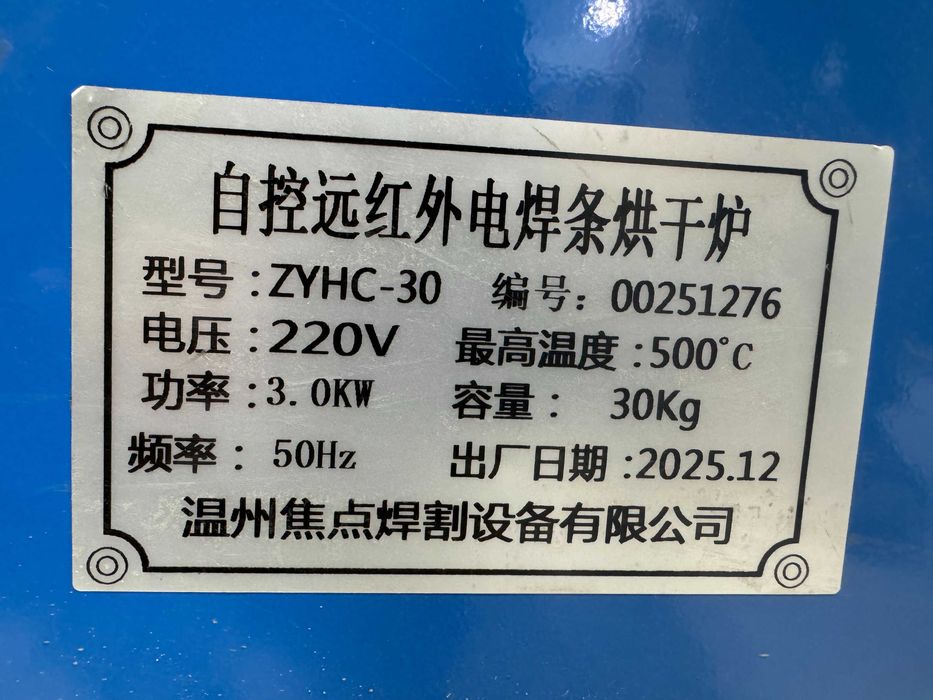 自控远红外电焊条烘干炉
型号:ZYHC-30 编号：00251276
电压:220V 最高温度:500°C
功率:3.0KW 容量： 30Kg
频率：50Hz 出厂日期:2025.12
温州焦点焊割设备有限公司